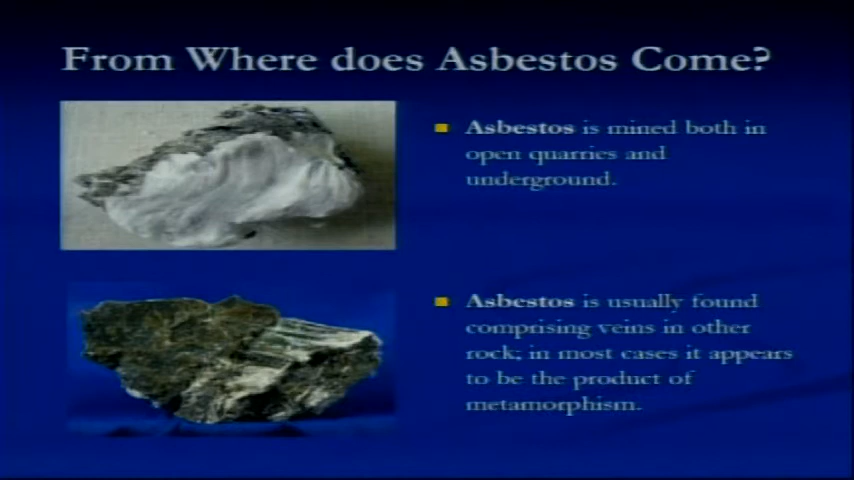 From Where does Asbestos Come?
Asbestos is mined both in
open quarries and
underground.
Asbestos is usually found
comprising veins in other
rock; in most cases it appears
to be the product of
metamorphism.